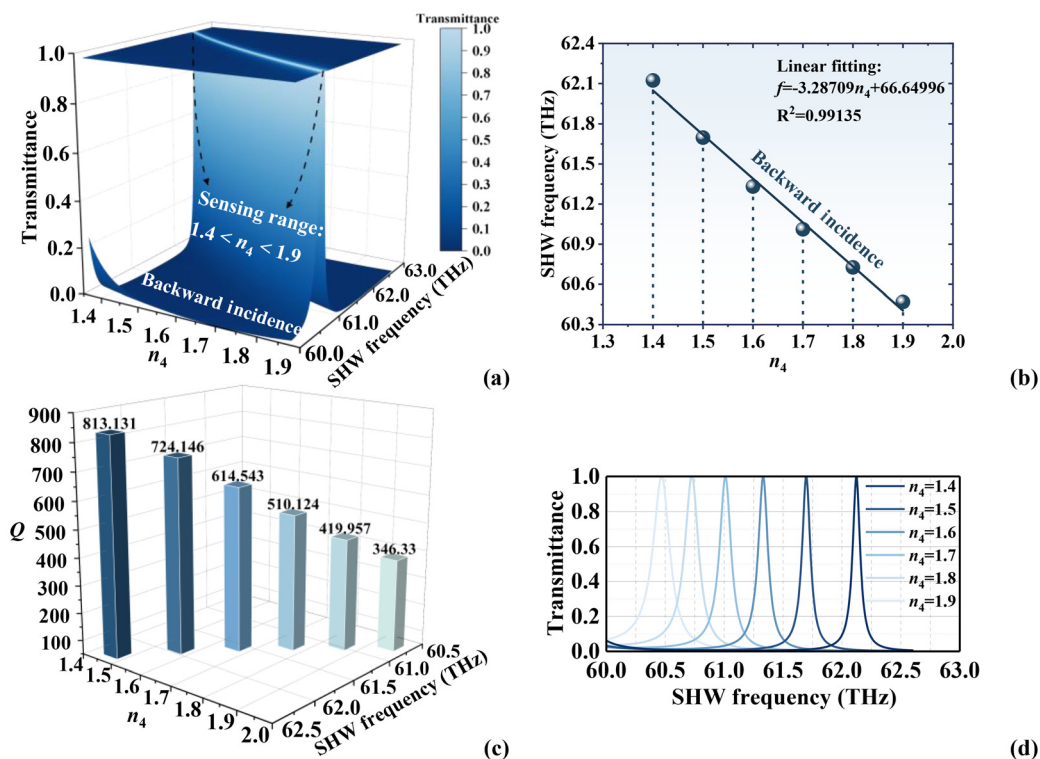 Transmittance
1.0
0.9
0.8
0.7
0.6
0.5
0.4
0.3
0.2
0.1
0.0
1.0
0.8
0.6
0.4
0.2
0.0
Transmittance
Sensing range:
1.4 < n₄ < 1.9
Backward incidence
1.4
1.5
1.6
1.7
1.8
1.9
n₄
60.0
61.0
62.0
63.0
SHW frequency (THz)
(a)
62.4
62.1
61.8
61.5
61.2
60.9
60.6
60.3
SHW frequency (THz)
Linear fitting:
f=-3.28709n₄+66.64996
R²=0.99135
Backward incidence
1.3 1.4 1.5 1.6 1.7 1.8 1.9 2.0
n₄
(b)
900
800
700
600
500
400
300
200
100
Q
813.131
724.146
614.543
510.124
419.957
346.33
1.4
1.5
1.6
1.7
1.8
1.9
2.0
n₄
62.5
62.0
61.5
61.0
60.5
SHW frequency (THz)
(c)
1.0
0.8
0.6
0.4
0.2
0.0
Transmittance
n₄=1.4
n₄=1.5
n₄=1.6
n₄=1.7
n₄=1.8
n₄=1.9
60.0 60.5 61.0 61.5 62.0 62.5 63.0
SHW frequency (THz)
(d)